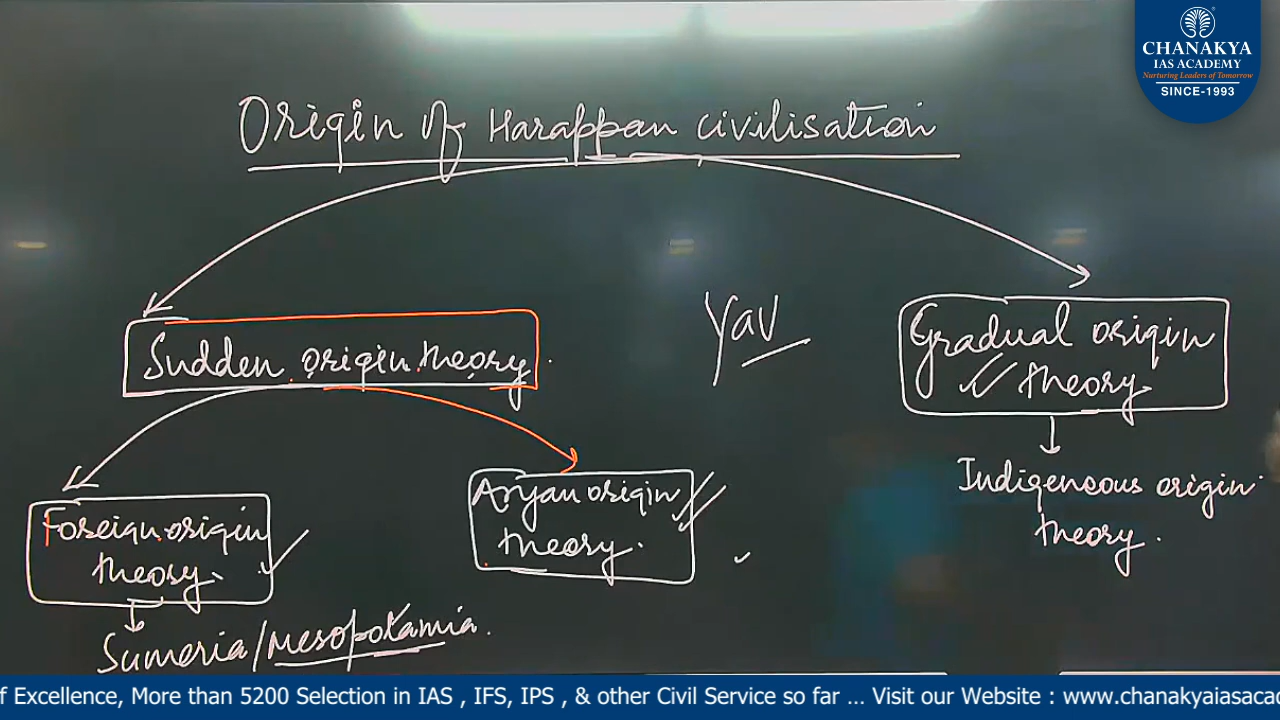 CHANAKYA
IAS ACADEMY
Nurturing Leaders of Tomorrow
SINCE-1993
Origin of Harappan civilisation
Sudden origin theory.
Yav
Gradual origin
theory.
Foreign origin
theory.
Aryan origin
theory.
Indigeneous origin
theory.
Sumeria/Mesopotamia.
f Excellence, More than 5200 Selection in IAS , IFS, IPS , & other Civil Service so far ... Visit our Website : www.chanakyaiasaca